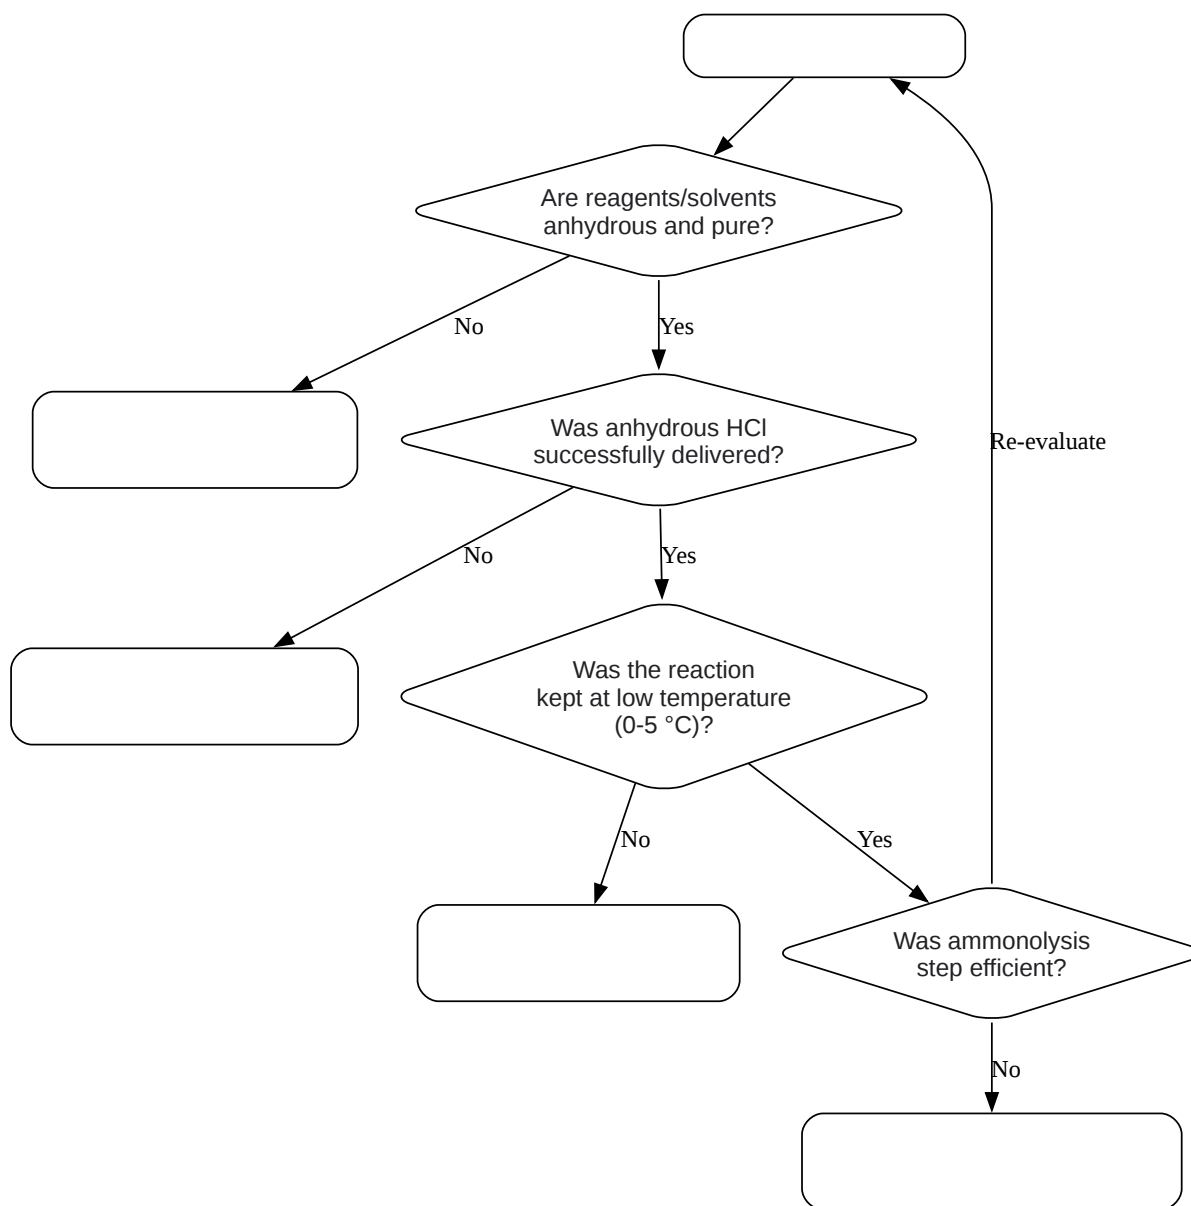 Are reagents/solvents
anhydrous and pure?
No
Yes
Was anhydrous HCl
successfully delivered?
Re-evaluate
No
Yes
Was the reaction
kept at low temperature
(0-5 °C)?
No
Yes
Was ammonolysis
step efficient?
No